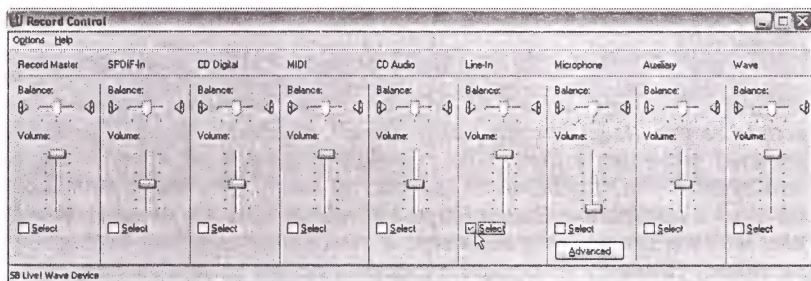 Record Control
Options Help
Record Master SPDIF-In CD Digital MIDI CD Audio Line-In Microphone Auxiliary Wave
Balance: Balance: Balance: Balance: Balance: Balance: Balance: Balance: Balance:
Volume: Volume: Volume: Volume: Volume: Volume: Volume: Volume: Volume:
Select Select Select Select Select Select Select Select Select
Advanced
SB Live! Wave Device